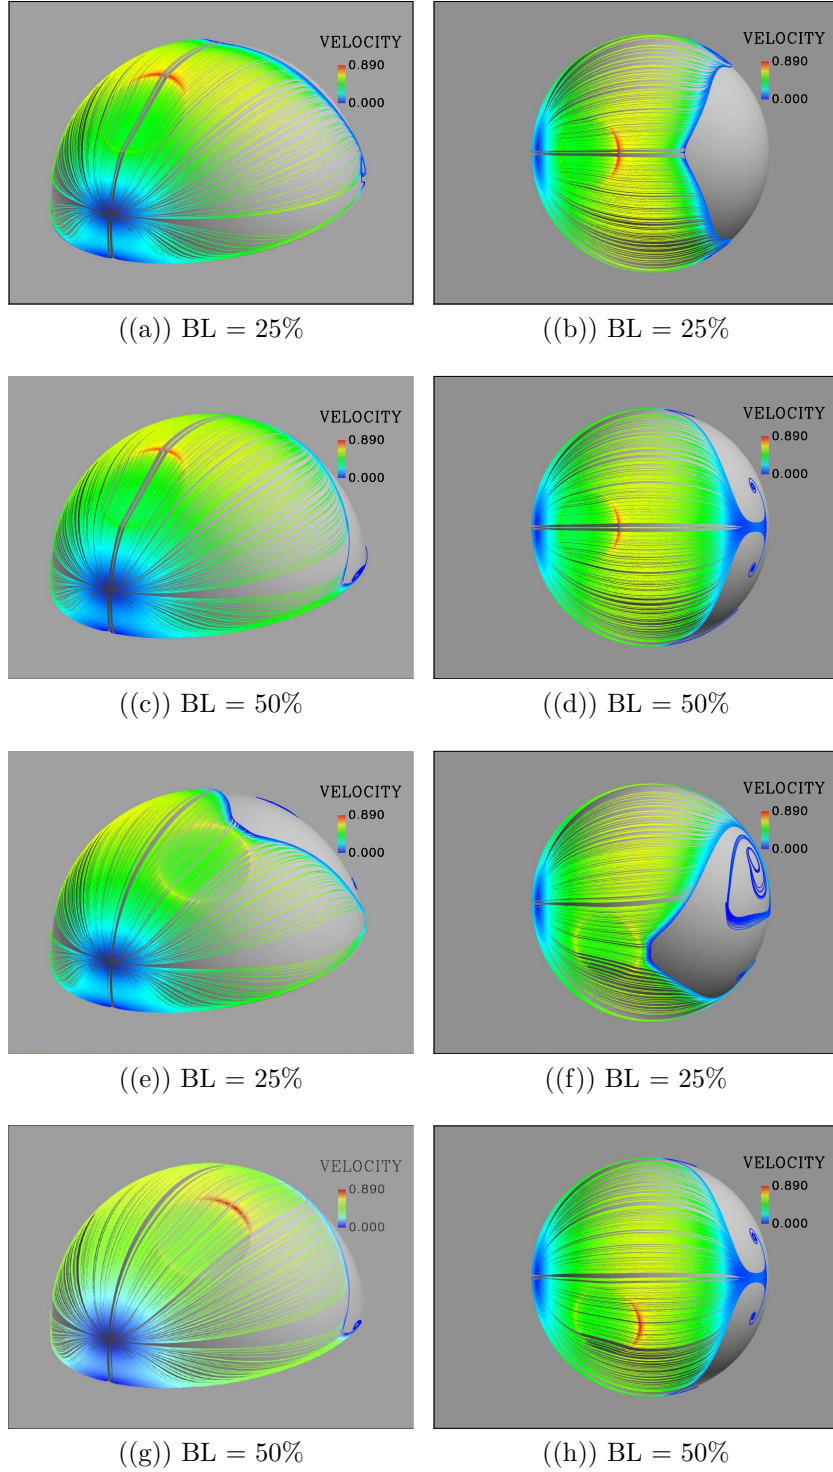 VELOCITY
0.890
0.000
VELOCITY
0.890
0.000
((a)) BL = 25%
((b)) BL = 25%
VELOCITY
0.890
0.000
VELOCITY
0.890
0.000
((c)) BL = 50%
((d)) BL = 50%
VELOCITY
0.890
0.000
VELOCITY
0.890
0.000
((e)) BL = 25%
((f)) BL = 25%
VELOCITY
0.890
0.000
VELOCITY
0.890
0.000
((g)) BL = 50%
((h)) BL = 50%